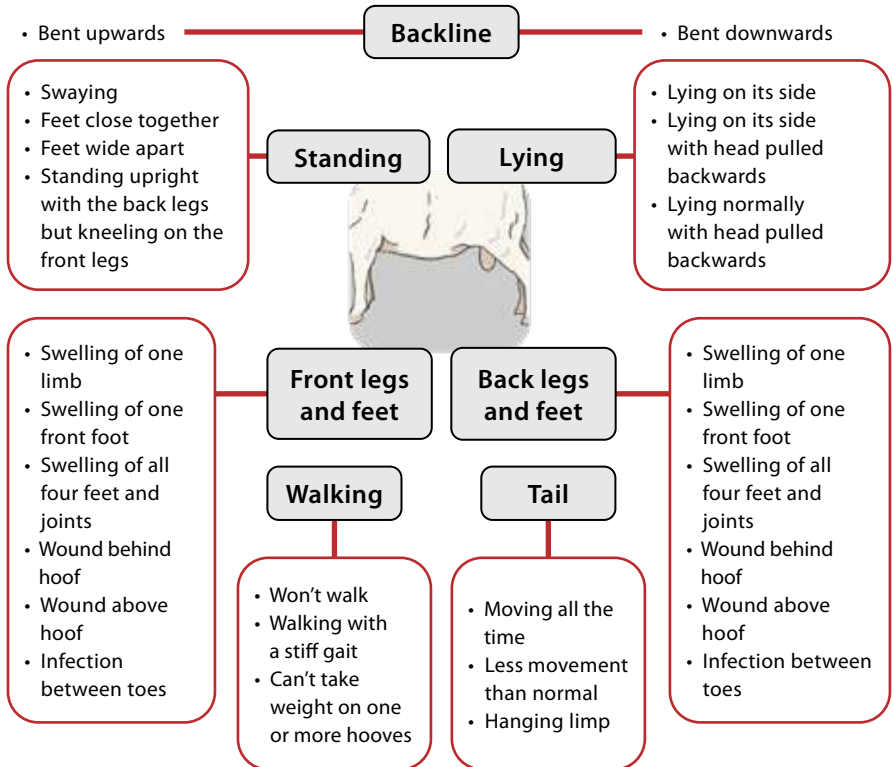 • Bent upwards
Backline
• Bent downwards
• Swaying
• Feet close together
• Feet wide apart
• Standing upright
with the back legs
but kneeling on the
front legs
Standing
Lying
• Lying on its side
• Lying on its side
with head pulled
backwards
• Lying normally
with head pulled
backwards
• Swelling of one
limb
• Swelling of one
front foot
• Swelling of all
four feet and
joints
• Wound behind
hoof
• Wound above
hoof
• Infection
between toes
Front legs
and feet
Back legs
and feet
• Swelling of one
limb
• Swelling of one
front foot
• Swelling of all
four feet and
joints
• Wound behind
hoof
• Wound above
hoof
• Infection between
toes
Walking
• Won’t walk
• Walking with
a stiff gait
• Can’t take
weight on one
or more hooves
Tail
• Moving all the
time
• Less movement
than normal
• Hanging limp